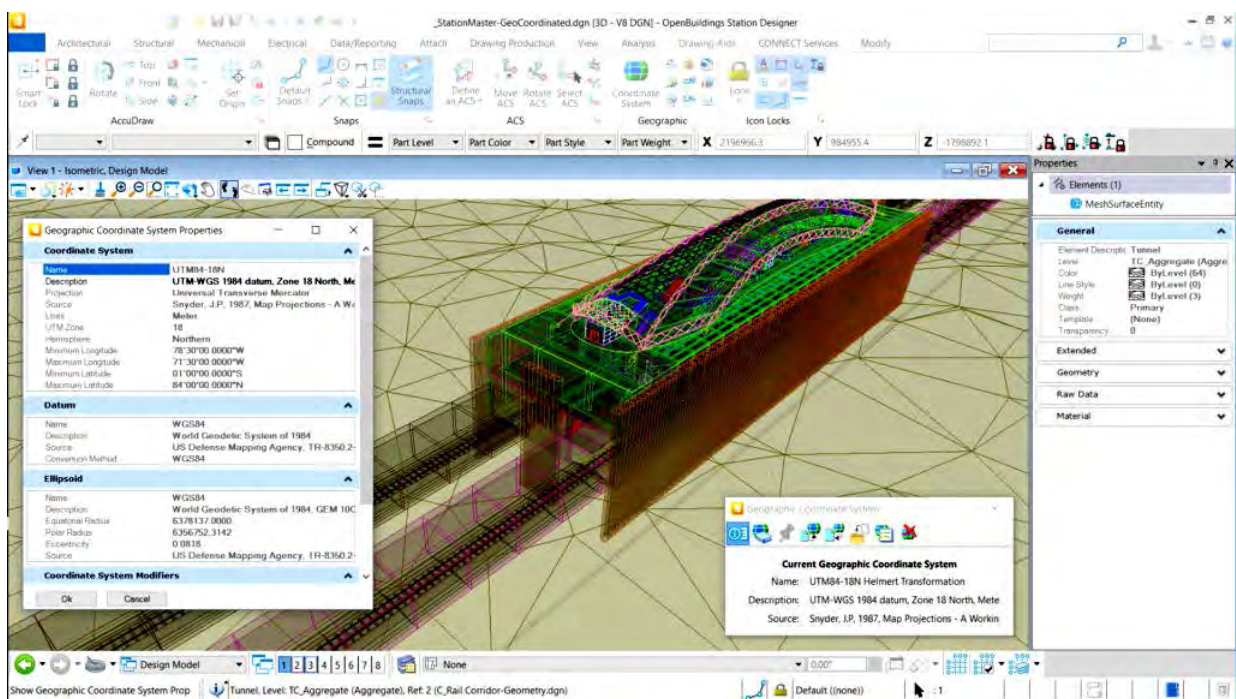 _StationMaster-GeoCoordinated.dgn [3D - V8 DGN] - OpenBuildings Station Designer
Architectural Structural Mechanical Electrical Data/Reporting Attach Drawing Production View Analysis Drawing Aids CONNECT Services Modify
Top
Front
Side
Smart Lock
Rotate
Set Origin
Default Snaps
Structural Snaps
Define an ACS
Move ACS
Rotate ACS
Select ACS
Coordinate System
Lock
AccuDraw Snaps ACS Geographic Icon Locks
Compound Part Level Part Color Part Style Part Weight X 2196966.3 Y 984955.4 Z -1798892.1
View 1 - Isometric, Design Model
Geographic Coordinate System Properties
Coordinate System
Name UTM84-18N
Description UTM-WGS 1984 datum, Zone 18 North, Me
Projection Universal Transverse Mercator
Source Snyder, J.P, 1987, Map Projections - A Wo
Units Meter
UTM Zone 18
Hemisphere Northern
Minimum Longitude 78°30'00.0000"W
Maximum Longitude 71°30'00.0000"W
Minimum Latitude 01°00'00.0000"S
Maximum Latitude 84°00'00.0000"N
Datum
Name WGS84
Description World Geodetic System of 1984
Source US Defense Mapping Agency, TR-8350.2-
Conversion Method WGS84
Ellipsoid
Name WGS84
Description World Geodetic System of 1984, GEM 10C
Equatorial Radius 6378137.0000
Polar Radius 6356752.3142
Eccentricity 0.0818
Source US Defense Mapping Agency, TR-8350.2-
Coordinate System Modifiers
Ok Cancel
Geographic Coordinate System
Current Geographic Coordinate System
Name: UTM84-18N Helmert Transformation
Description: UTM-WGS 1984 datum, Zone 18 North, Mete
Source: Snyder, J.P, 1987, Map Projections - A Workin
Properties
Elements (1)
MeshSurfaceEntity
General
Element Descripti Tunnel
Level TC_Aggregate (Aggre
Color ByLevel (64)
Line Style ByLevel (0)
Weight ByLevel (3)
Class Primary
Template (None)
Transparency 0
Extended
Geometry
Raw Data
Material
Design Model 1 2 3 4 5 6 7 8 None 0.00°
Show Geographic Coordinate System Prop Tunnel, Level: TC_Aggregate (Aggregate), Ref: 2 (C_Rail Corridor-Geometry.dgn) Default ((none)) : 1